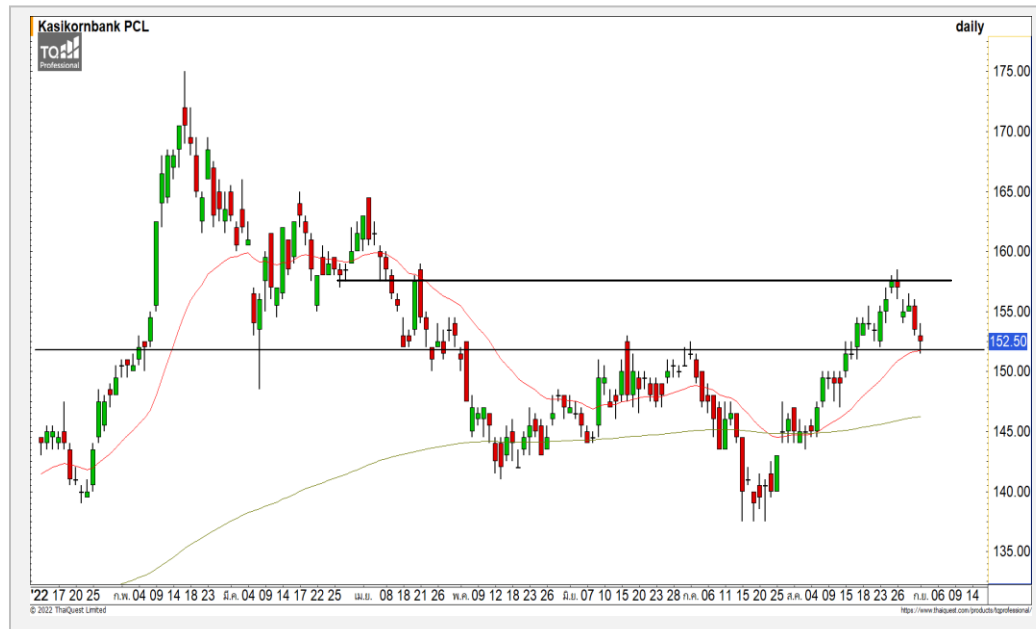 Kasikornbank PCL
daily
TQ
Professional
175.00
170.00
165.00
160.00
155.00
152.50
150.00
145.00
140.00
135.00
'22 17 20 25 ก.พ. 04 09 14 18 23 มี.ค. 04 09 14 17 22 25 เม.ย. 08 18 21 26 พ.ค. 09 12 18 23 26 มิ.ย. 07 10 15 20 23 28 ก.ค. 06 11 15 20 25 ส.ค. 04 09 15 18 23 26 ก.ย. 06 09 14
© 2022 ThaiQuest Limited
https://www.thaiquest.com/products/tqprofessional/